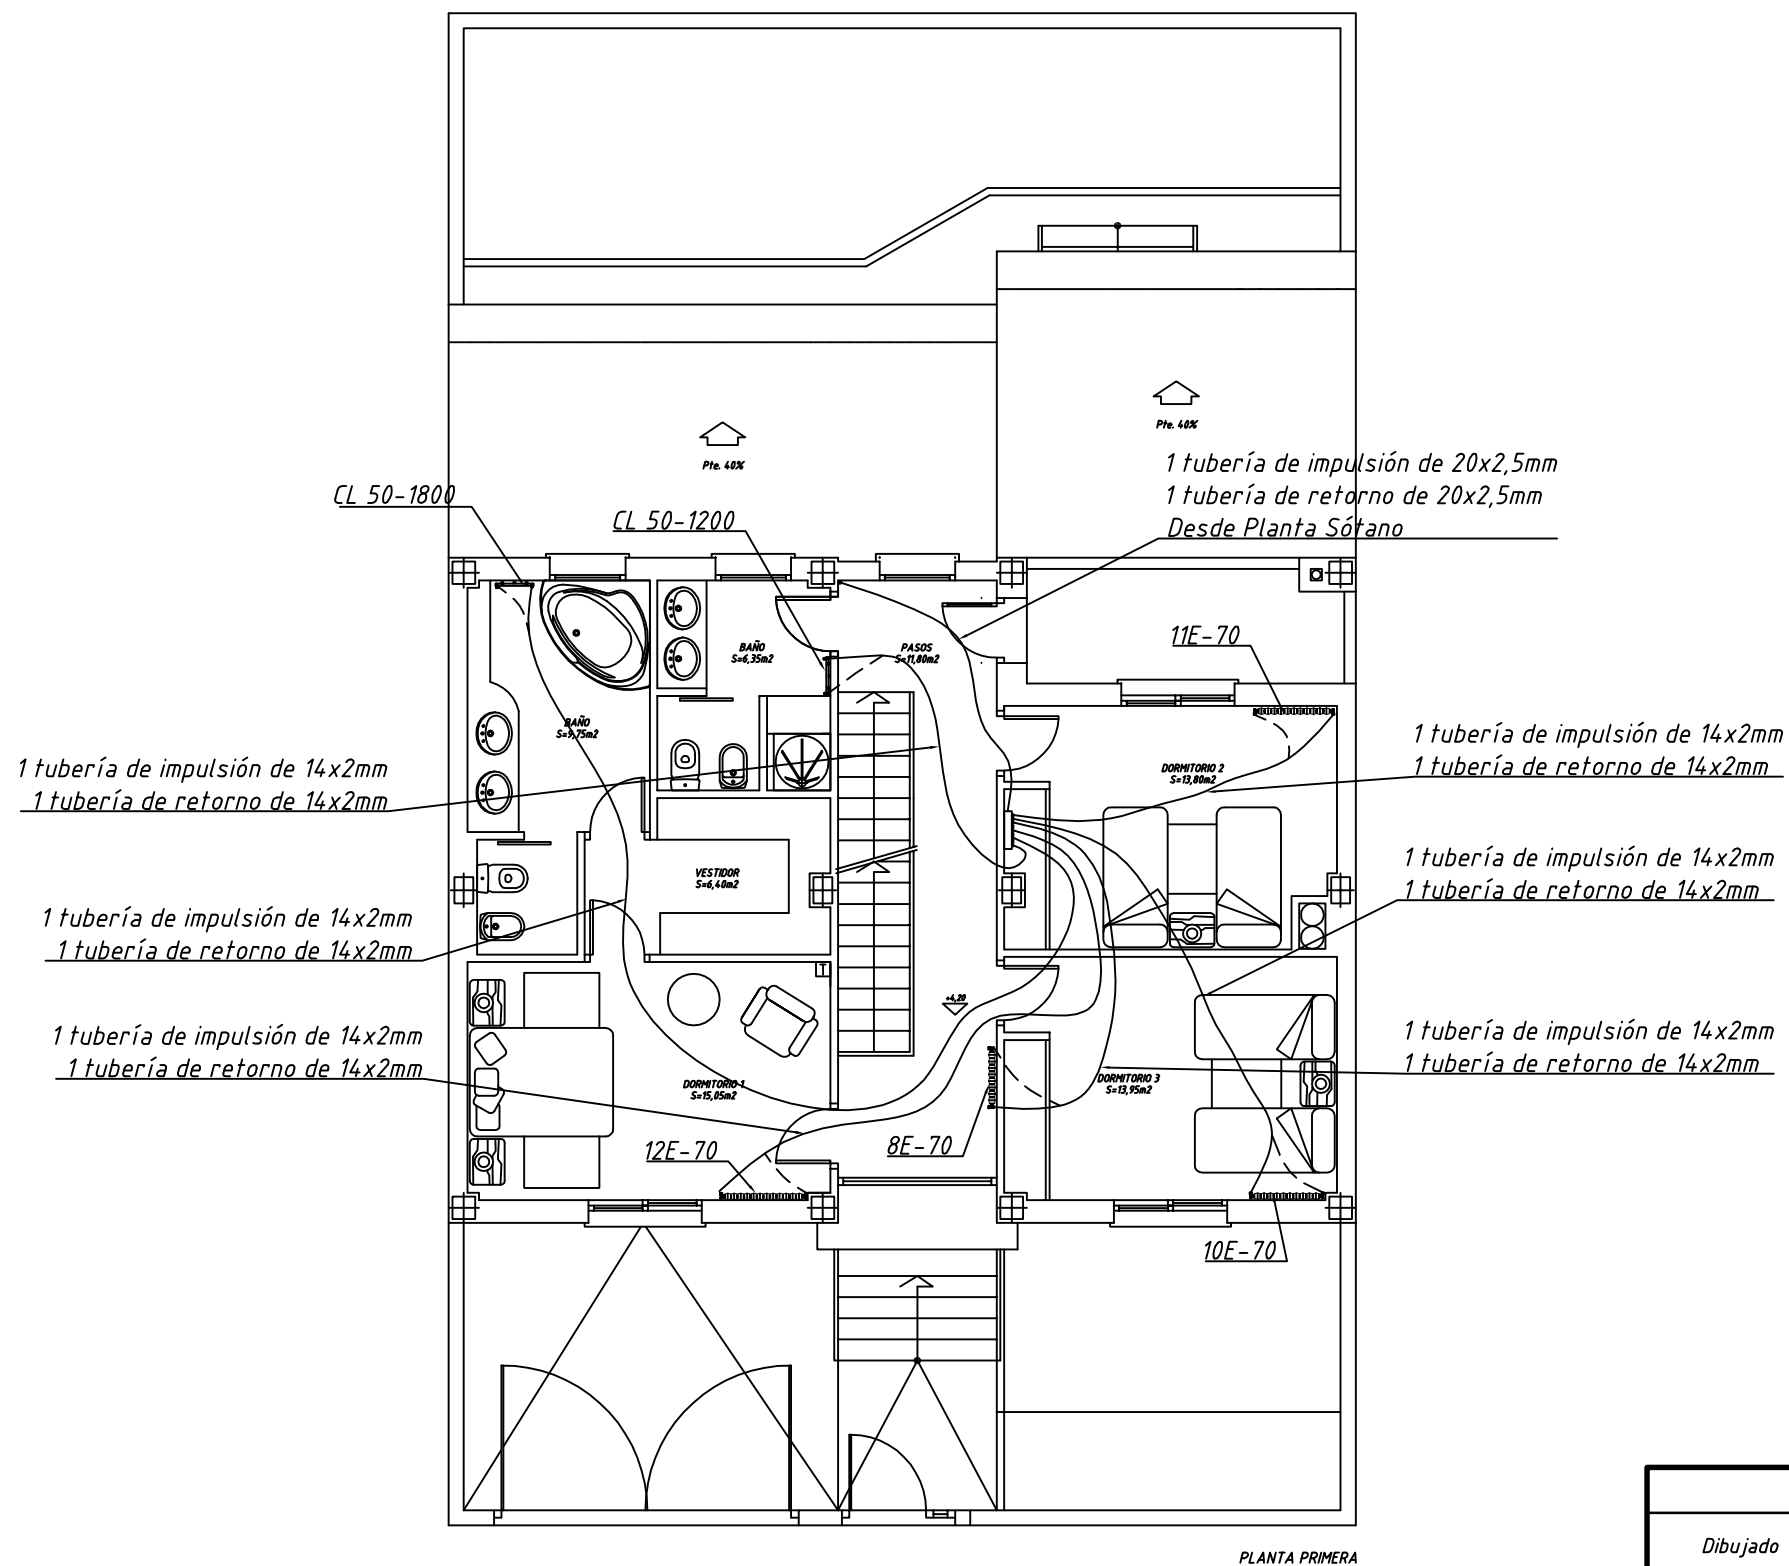 Pte. 40%
Pte. 40%
1 tubería de impulsión de 20x2,5mm
1 tubería de retorno de 20x2,5mm
Desde Planta Sótano
CL 50-1800
CL 50-1200
11E-70
BAÑO
S=6,35m2
PASOS
S=11,80m2
BAÑO
S=9,75m2
1 tubería de impulsión de 14x2mm
1 tubería de retorno de 14x2mm
DORMITORIO 2
S=13,80m2
1 tubería de impulsión de 14x2mm
1 tubería de retorno de 14x2mm
VESTIDOR
S=6,40m2
1 tubería de impulsión de 14x2mm
1 tubería de retorno de 14x2mm
1 tubería de impulsión de 14x2mm
1 tubería de retorno de 14x2mm
T
+4,20
1 tubería de impulsión de 14x2mm
1 tubería de retorno de 14x2mm
1 tubería de impulsión de 14x2mm
1 tubería de retorno de 14x2mm
DORMITORIO 1
S=15,05m2
DORMITORIO 3
S=13,95m2
12E-70
8E-70
10E-70
PLANTA PRIMERA
Dibujado